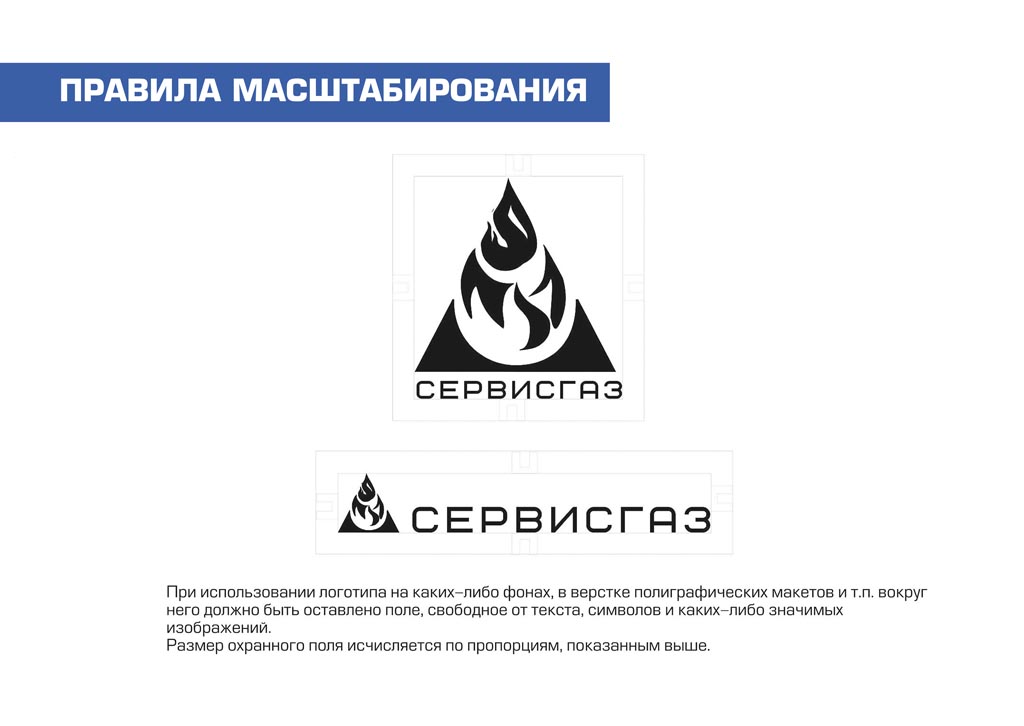 ПРАВИЛА МАСШТАБИРОВАНИЯ
СЕРВИСГАЗ
СЕРВИСГАЗ
При использовании логотипа на каких–либо фонах, в верстке полиграфических макетов и т.п. вокруг
него должно быть оставлено поле, свободное от текста, символов и каких–либо значимых
изображений.
Размер охранного поля исчисляется по пропорциям, показанным выше.